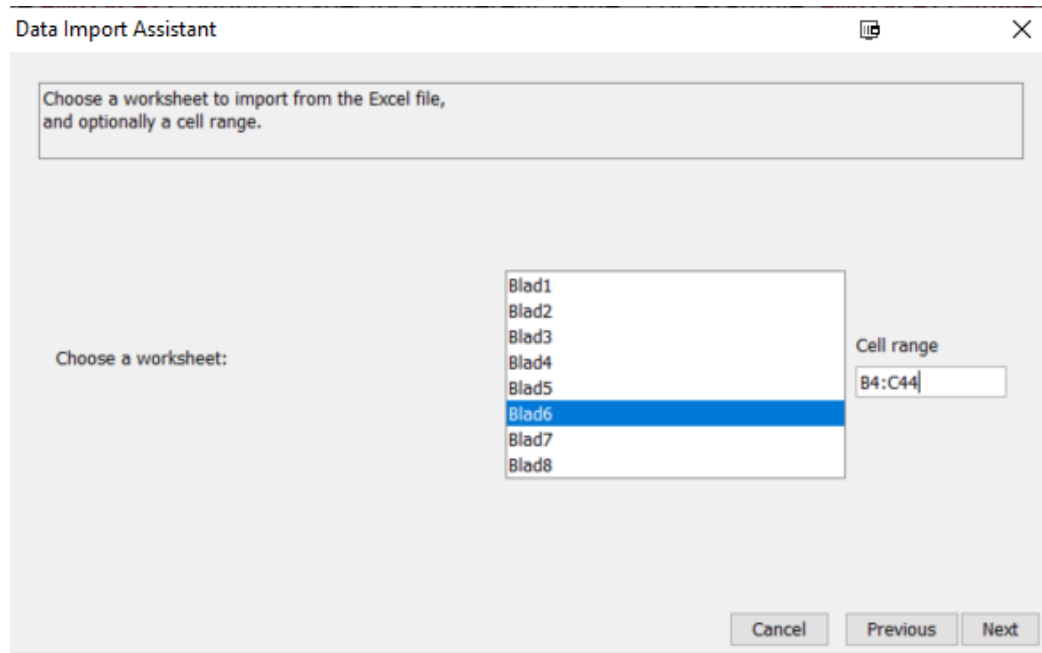 Data Import Assistant
Choose a worksheet to import from the Excel file,
and optionally a cell range.
Choose a worksheet:
Blad1
Blad2
Blad3
Blad4
Blad5
Blad6
Blad7
Blad8
Cell range
B4:C44
Cancel
Previous
Next